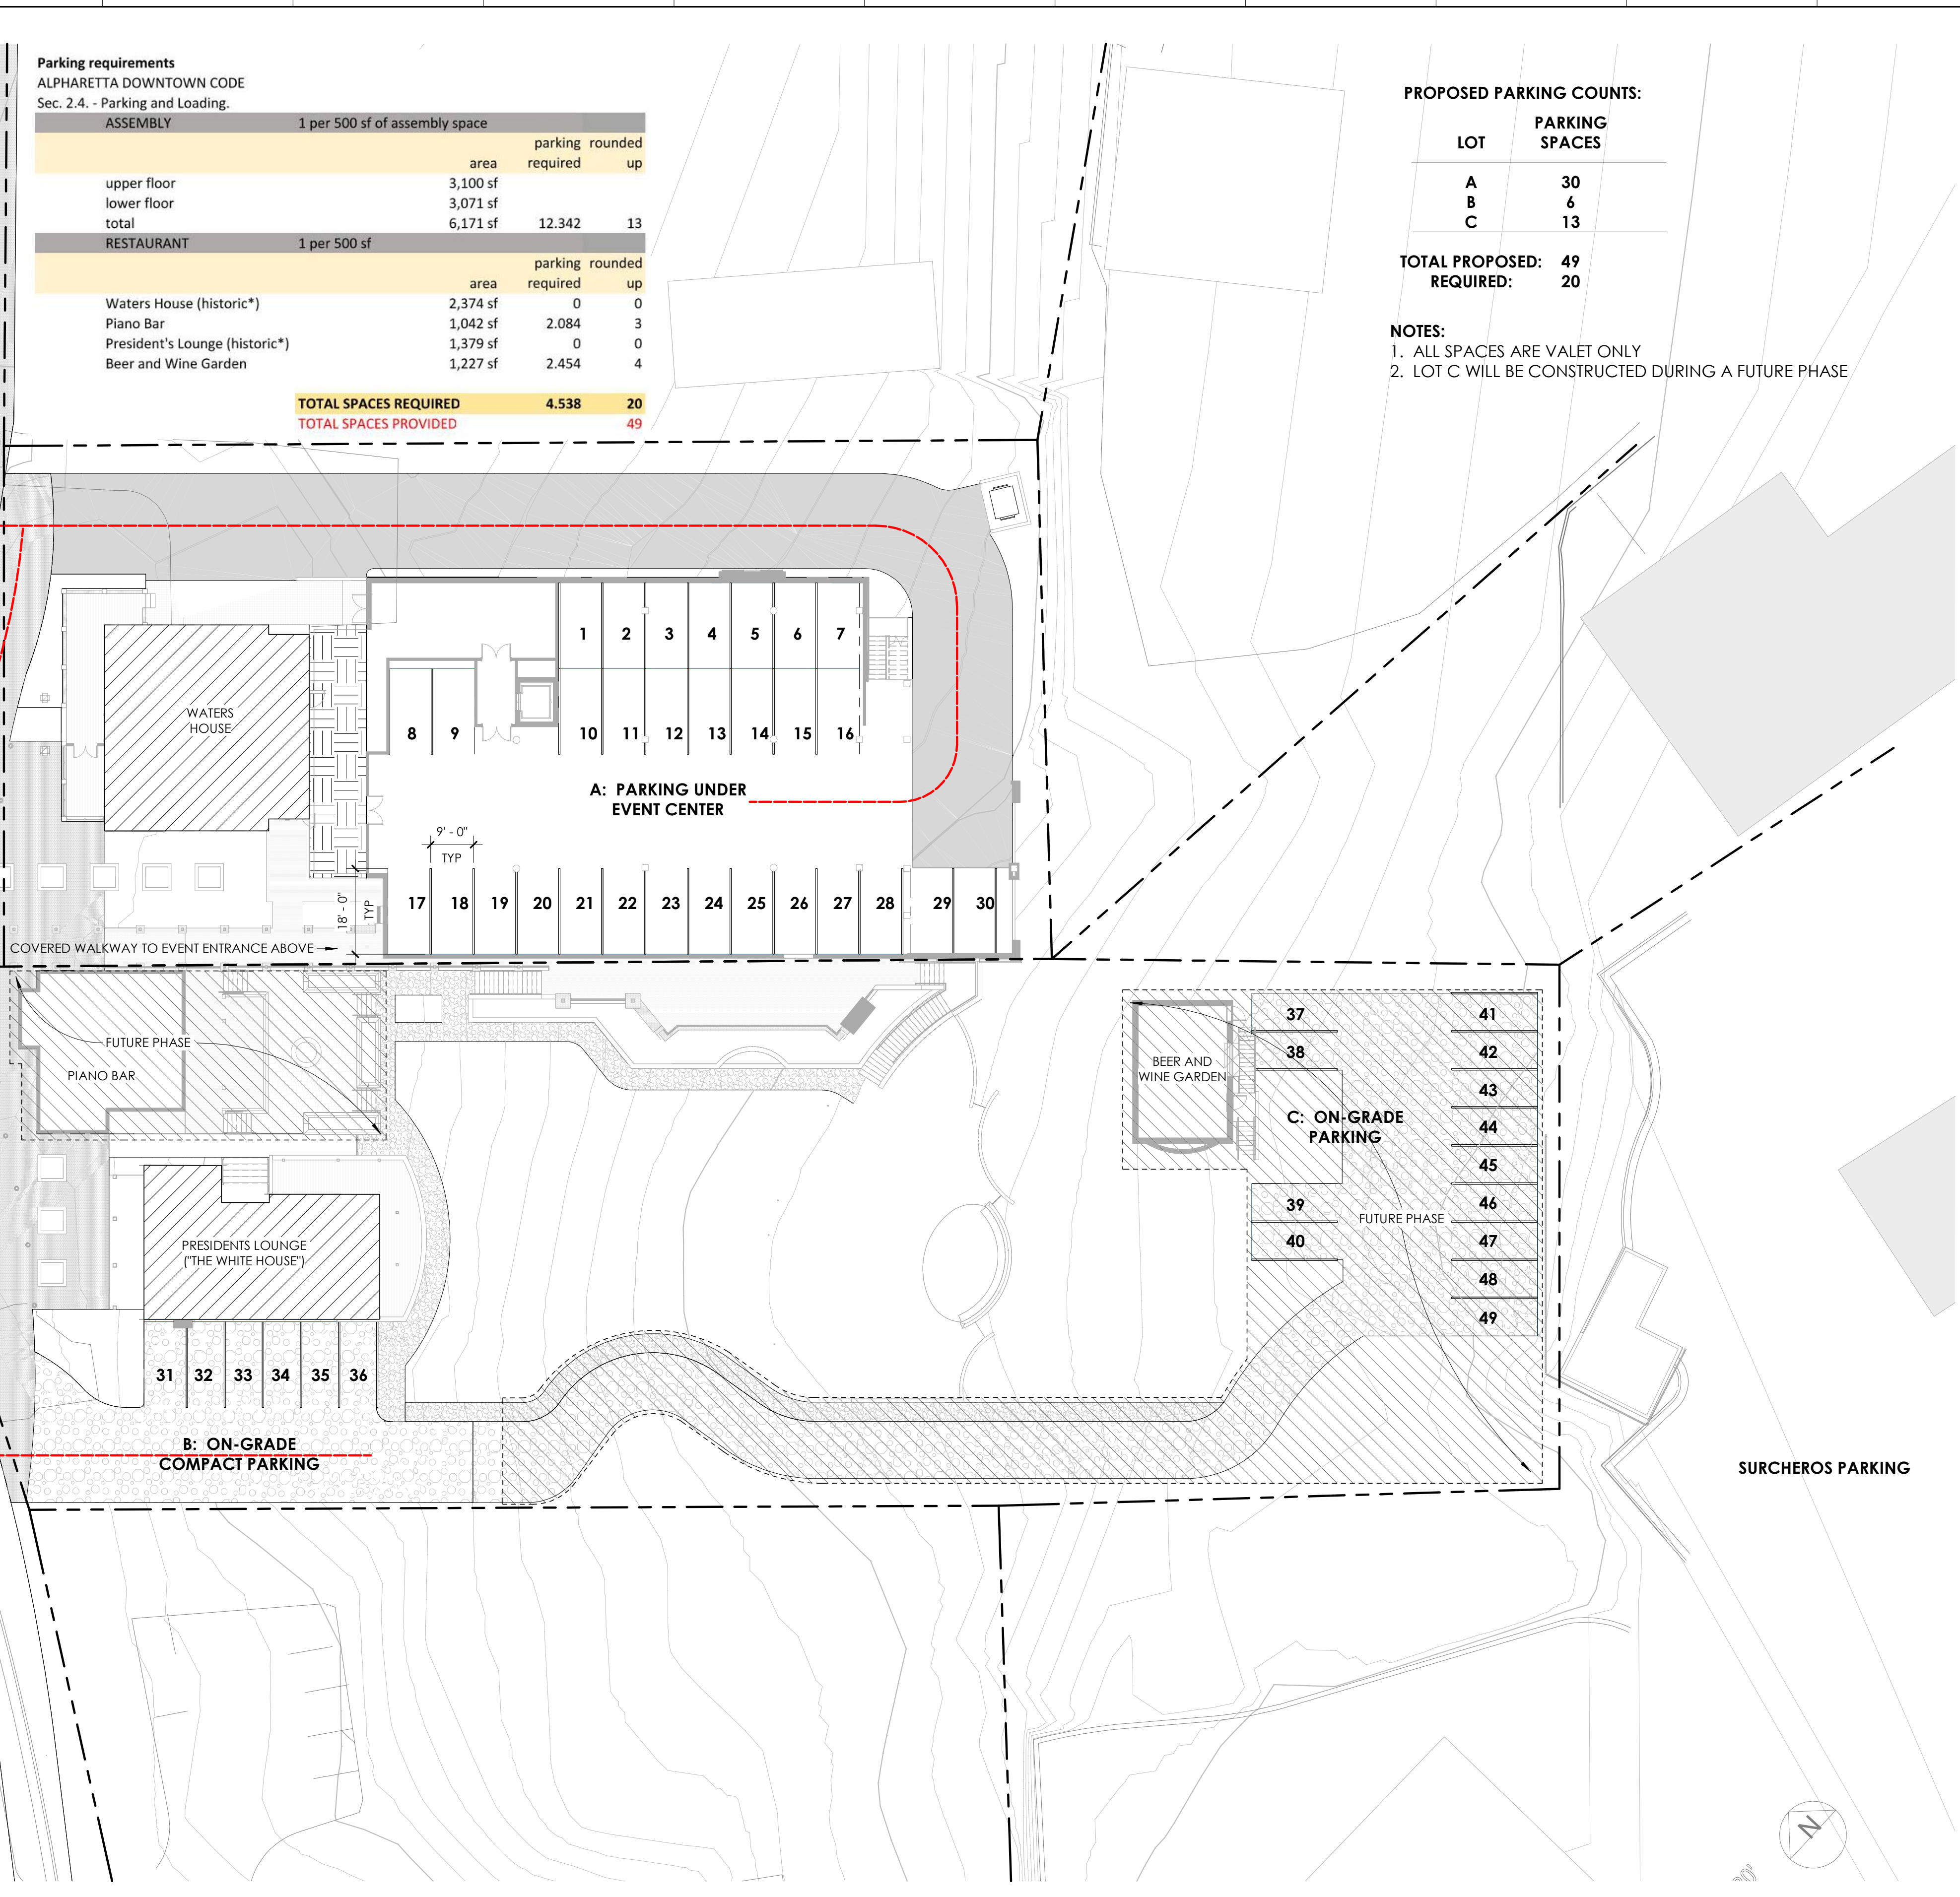 Parking requirements
ALPHARETTA DOWNTOWN CODE
Sec. 2.4. - Parking and Loading.
ASSEMBLY 1 per 500 sf of assembly space
parking rounded
area required up
upper floor 3,100 sf
lower floor 3,071 sf
total 6,171 sf 12.342 13
RESTAURANT 1 per 500 sf
parking rounded
area required up
Waters House (historic*) 2,374 sf 0 0
Piano Bar 1,042 sf 2.084 3
President's Lounge (historic*) 1,379 sf 0 0
Beer and Wine Garden 1,227 sf 2.454 4
TOTAL SPACES REQUIRED 4.538 20
TOTAL SPACES PROVIDED 49
PROPOSED PARKING COUNTS:
PARKING
LOT SPACES
A 30
B 6
C 13
TOTAL PROPOSED: 49
REQUIRED: 20
NOTES:
1. ALL SPACES ARE VALET ONLY
2. LOT C WILL BE CONSTRUCTED DURING A FUTURE PHASE
1 2 3 4 5 6 7
WATERS
HOUSE
8 9 10 11 12 13 14 15 16
A: PARKING UNDER
EVENT CENTER
9' - 0"
TYP
18' - 0"
TYP
17 18 19 20 21 22 23 24 25 26 27 28 29 30
COVERED WALKWAY TO EVENT ENTRANCE ABOVE
FUTURE PHASE
PIANO BAR
BEER AND
WINE GARDEN
37
38
39
40
41
42
43
44
45
46
47
48
49
C: ON-GRADE
PARKING
FUTURE PHASE
PRESIDENTS LOUNGE
("THE WHITE HOUSE")
31 32 33 34 35 36
B: ON-GRADE
COMPACT PARKING
SURCHEROS PARKING
N